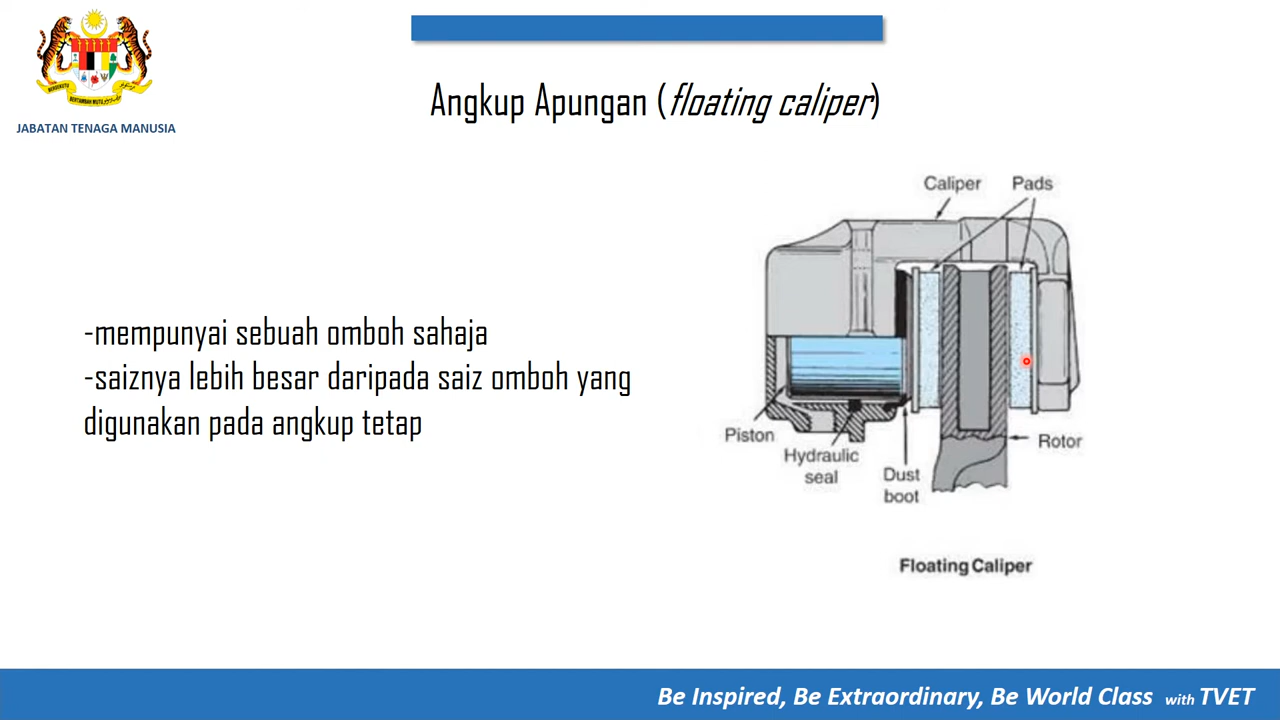 JABATAN TENAGA MANUSIA
Angkup Apungan (floating caliper)
-mempunyai sebuah omboh sahaja
-saiznya lebih besar daripada saiz omboh yang
digunakan pada angkup tetap
Caliper
Pads
Piston
Hydraulic
seal
Dust
boot
Rotor
Floating Caliper
Be Inspired, Be Extraordinary, Be World Class with TVET